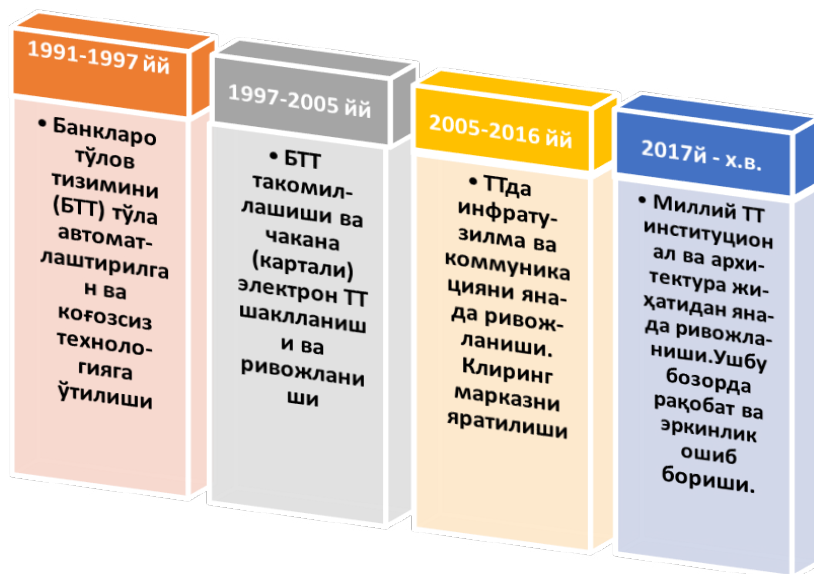 1991-1997 йй
• Банкларо
тўлов
тизимини
(БТТ) тўла
автомат-
лаштирилга
н ва
коғозсиз
техноло-
гияга
ўтилиши
1997-2005 йй
• БТТ
такомил-
лашиши ва
чакана
(картали)
электрон ТТ
шаклланиш
и ва
ривожлани
ши
2005-2016 йй
• ТТда
инфрату-
зилма ва
коммуника
цияни яна-
да ривож-
ланиши.
Клиринг
марказни
яратилиши
2017й - х.в.
• Миллий ТТ
институцион
ал ва архи-
тектура жи-
ҳатидан яна-
да ривожла-
ниши.Ушбу
бозорда
рақобат ва
эркинлик
ошиб
бориши.